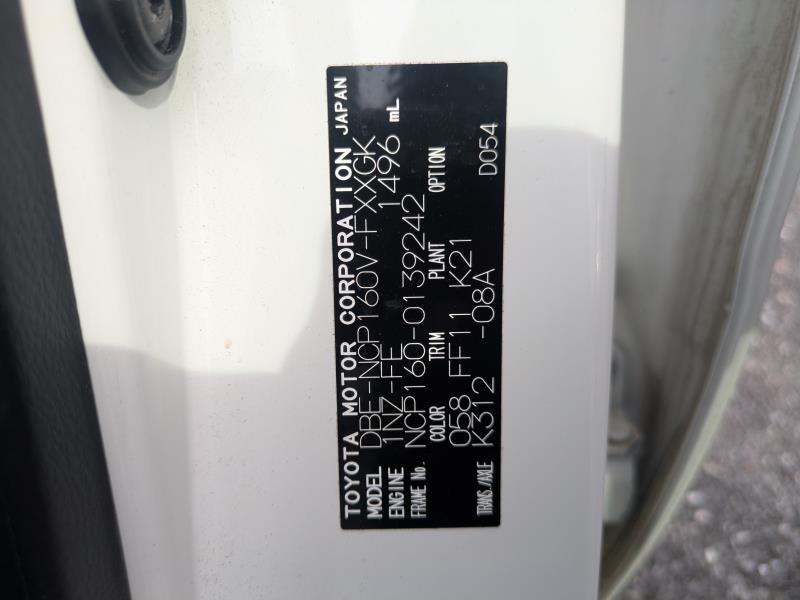 TOYOTA MOTOR CORPORATION JAPAN
MODEL DBE-NCP160V-FXXGK
ENGINE 1NZ-FE 1496 mL
FRAME No. NCP160-0139242
COLOR TRIM PLANT OPTION
058 FF11 K21
TRANS./AXLE K312 -08A D054